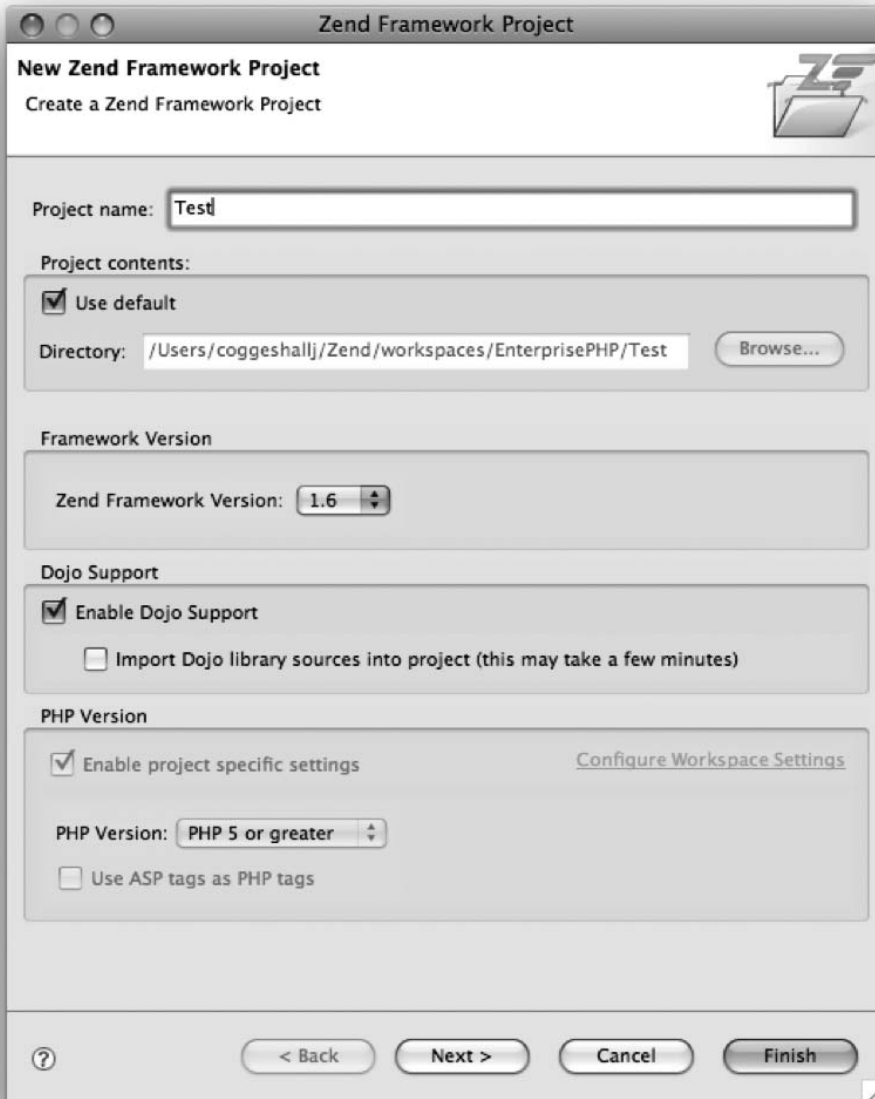 Zend Framework Project
New Zend Framework Project
Create a Zend Framework Project
Project name: Test
Project contents:
Use default
Directory: /Users/coggeshallj/Zend/workspaces/EnterprisePHP/Test Browse...
Framework Version
Zend Framework Version: 1.6
Dojo Support
Enable Dojo Support
Import Dojo library sources into project (this may take a few minutes)
PHP Version
Enable project specific settings Configure Workspace Settings
PHP Version: PHP 5 or greater
Use ASP tags as PHP tags
? < Back Next > Cancel Finish